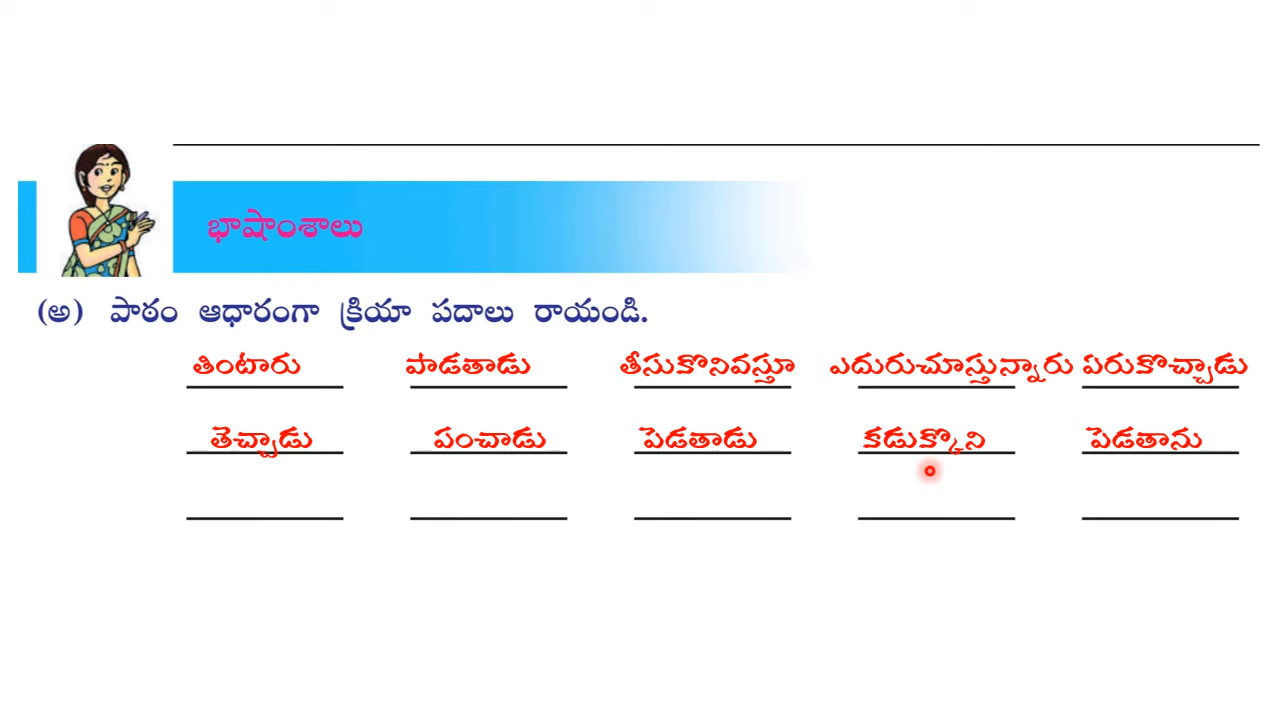 భాషాంశాలు
(అ) పాఠం ఆధారంగా క్రియా పదాలు రాయండి.
తింటారు పాడతాడు తీసుకొనివస్తూ ఎదురుచూస్తున్నారు ఏరుకొచ్చాడు
తెచ్చాడు పంచాడు పెడతాడు కడుక్కొని పెడతాను